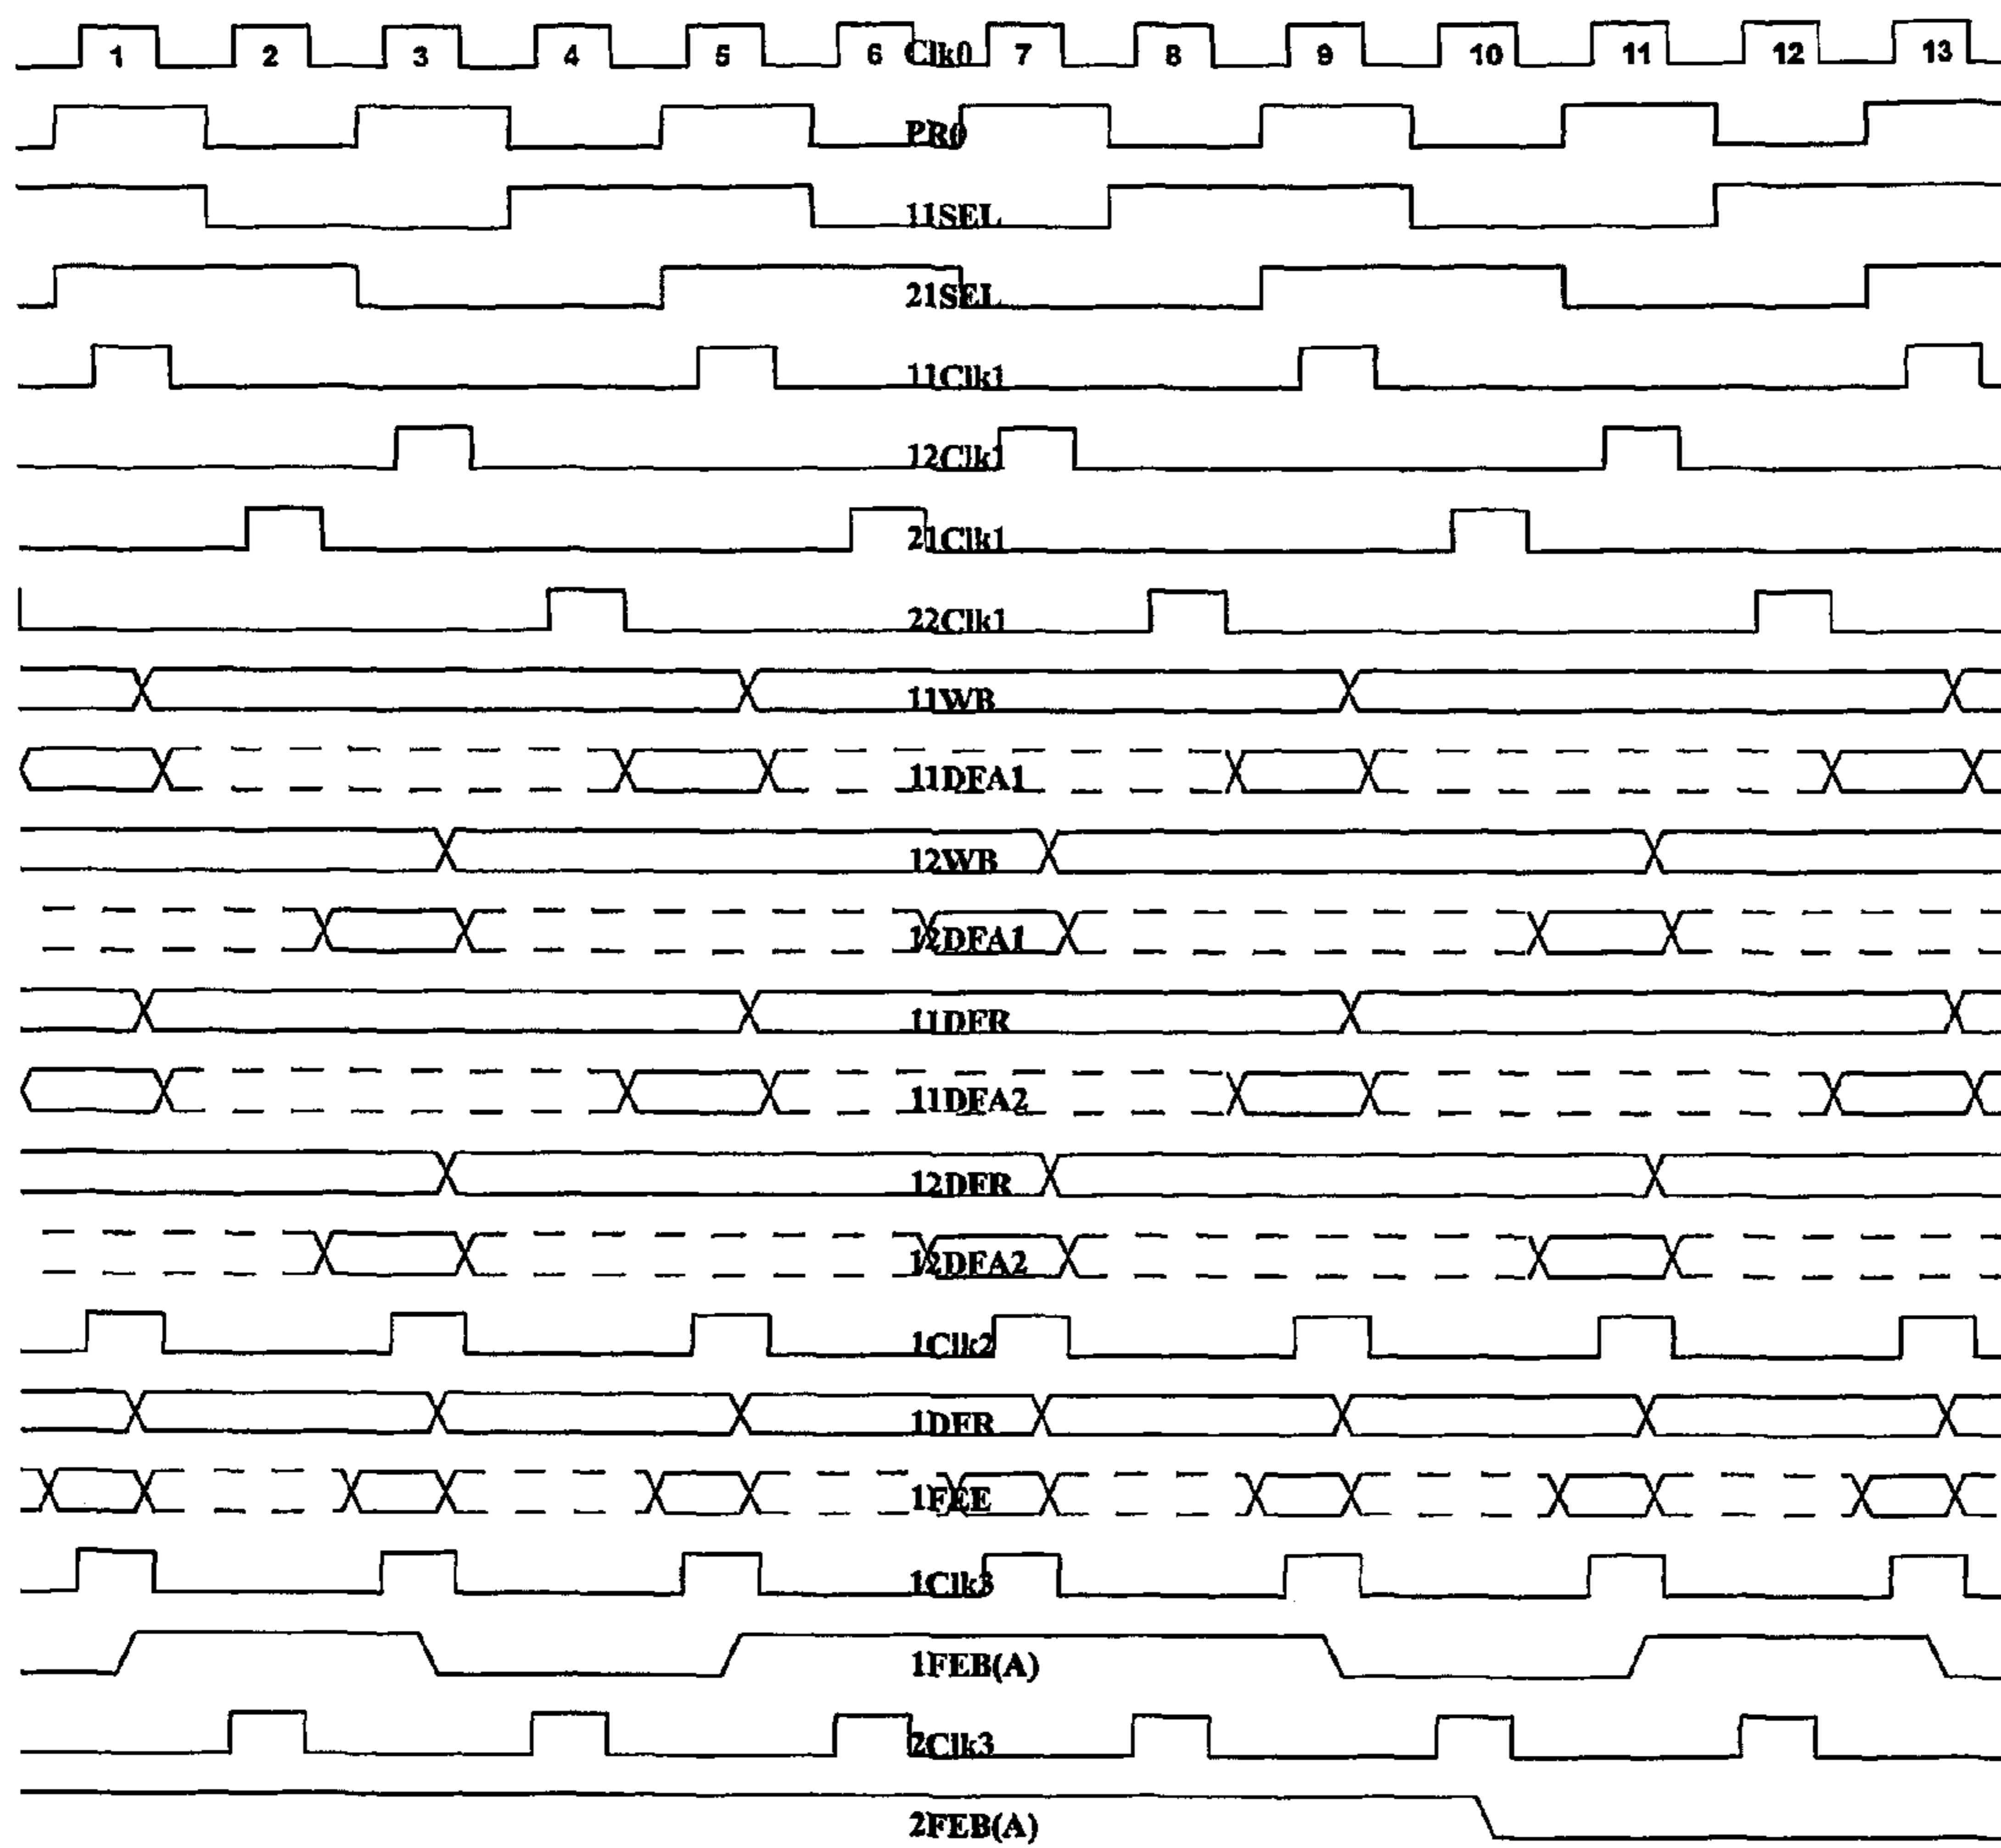 1 2 3 4 5 6 Clk0 7 8 9 10 11 12 13
PR0
11SEL
21SEL
11Clk1
12Clk1
21Clk1
22Clk1
11WB
11DFA1
12WB
12DFA1
11DFR
11DFA2
12DFR
12DFA2
1Clk2
1DFR
1FEE
1Clk3
1FEB(A)
2Clk3
2FEB(A)